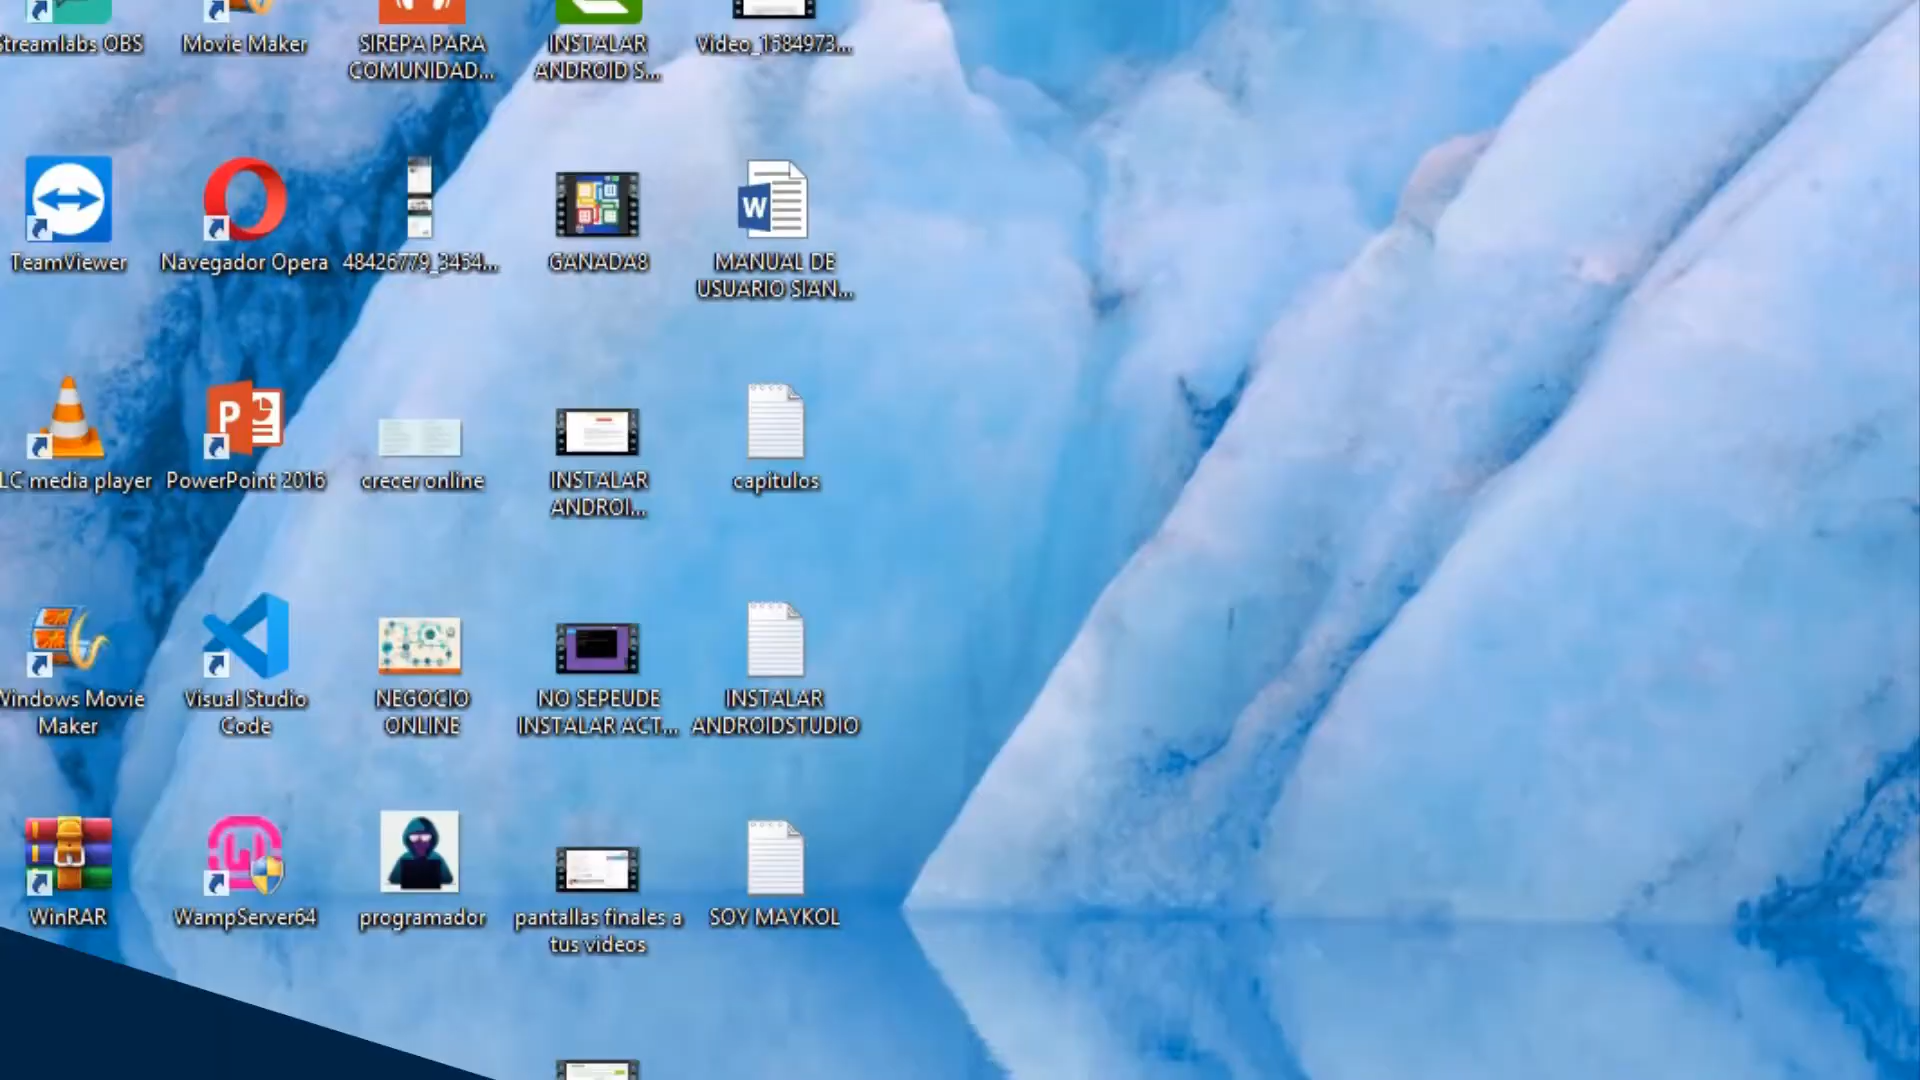 Streamlabs OBS
Movie Maker
SIREPA PARA
COMUNIDAD...
INSTALAR
ANDROID S...
Video_1584973...
TeamViewer
Navegador Opera
48426779_3454...
GANADA8
MANUAL DE
USUARIO SIAN...
LC media player
PowerPoint 2016
crecer online
INSTALAR
ANDROI...
capitulos
Windows Movie
Maker
Visual Studio
Code
NEGOCIO
ONLINE
NO SEPEUDE
INSTALAR ACT...
INSTALAR
ANDROIDSTUDIO
WinRAR
WampServer64
programador
pantallas finales a
tus videos
SOY MAYKOL